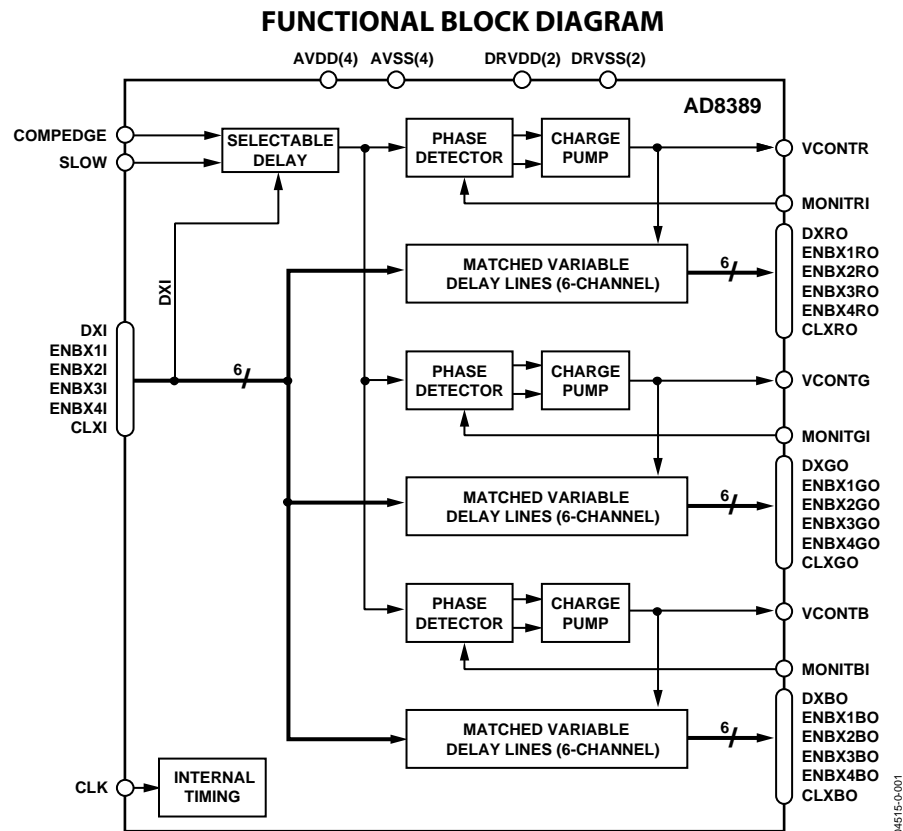 FUNCTIONAL BLOCK DIAGRAM
AVDD(4) AVSS(4) DRVDD(2) DRVSS(2)
AD8389
COMPEDGE
SLOW
SELECTABLE
DELAY
PHASE
DETECTOR
CHARGE
PUMP
VCONTR
MONITRI
DXI
MATCHED VARIABLE
DELAY LINES (6-CHANNEL)
6
DXRO
ENBX1RO
ENBX2RO
ENBX3RO
ENBX4RO
CLXRO
DXI
ENBX1I
ENBX2I
ENBX3I
ENBX4I
CLXI
6
PHASE
DETECTOR
CHARGE
PUMP
VCONTG
MONITGI
MATCHED VARIABLE
DELAY LINES (6-CHANNEL)
6
DXGO
ENBX1GO
ENBX2GO
ENBX3GO
ENBX4GO
CLXGO
PHASE
DETECTOR
CHARGE
PUMP
VCONTB
MONITBI
MATCHED VARIABLE
DELAY LINES (6-CHANNEL)
6
DXBO
ENBX1BO
ENBX2BO
ENBX3BO
ENBX4BO
CLXBO
CLK
INTERNAL
TIMING
04515-0-001